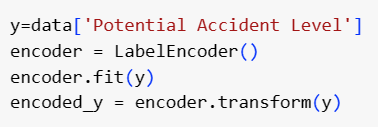 y=data['Potential Accident Level']
encoder = LabelEncoder()
encoder.fit(y)
encoded_y = encoder.transform(y)